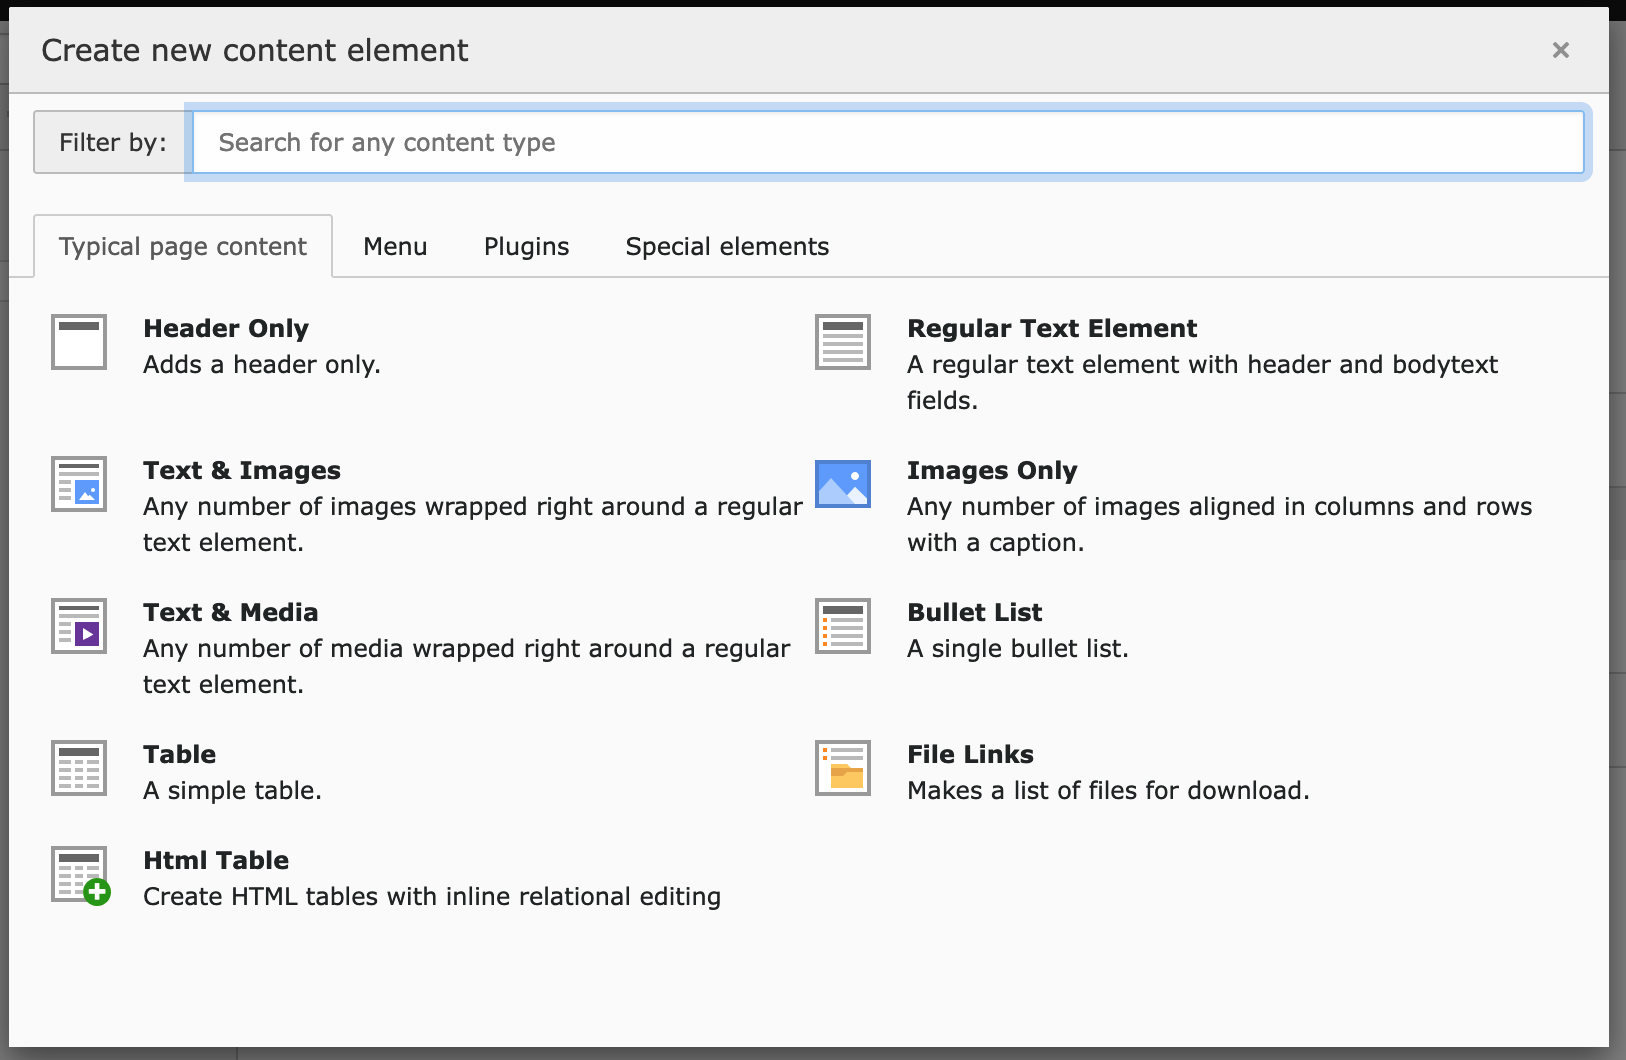 Create new content element
×
Filter by:
Search for any content type
Typical page content
Menu
Plugins
Special elements
Header Only
Adds a header only.
Regular Text Element
A regular text element with header and bodytext
fields.
Text & Images
Any number of images wrapped right around a regular
text element.
Images Only
Any number of images aligned in columns and rows
with a caption.
Text & Media
Any number of media wrapped right around a regular
text element.
Bullet List
A single bullet list.
Table
A simple table.
File Links
Makes a list of files for download.
Html Table
Create HTML tables with inline relational editing